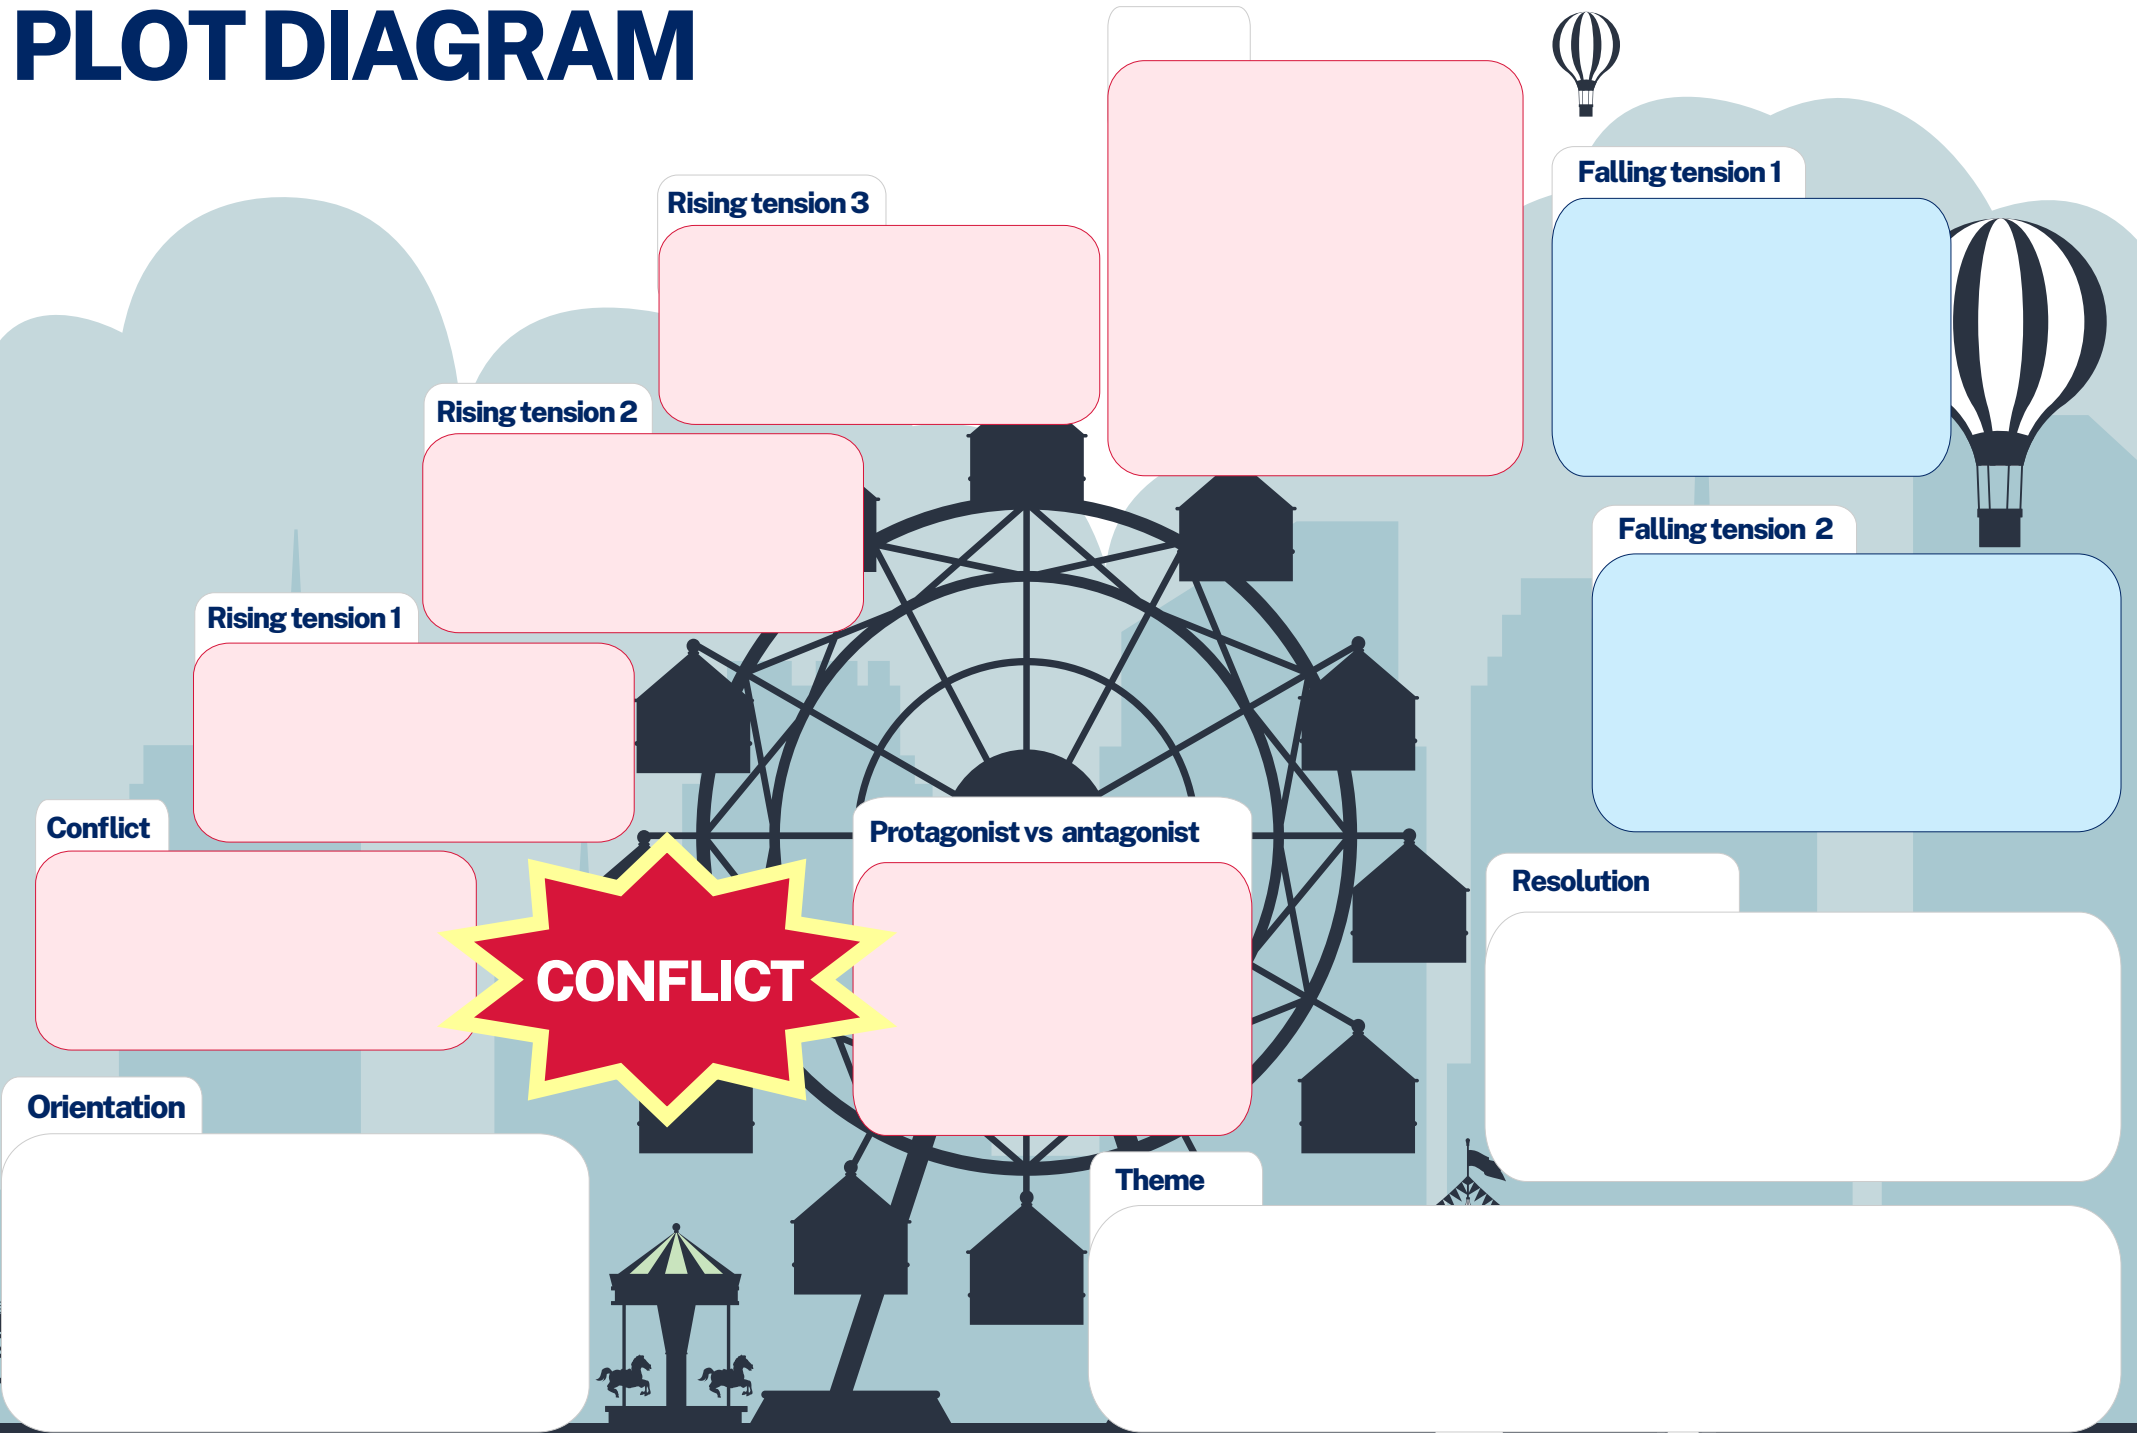 PLOT DIAGRAM
Falling tension 1
Rising tension 3
Rising tension 2
Falling tension 2
Rising tension 1
Conflict
Protagonist vs antagonist
Resolution
CONFLICT
Orientation
Theme